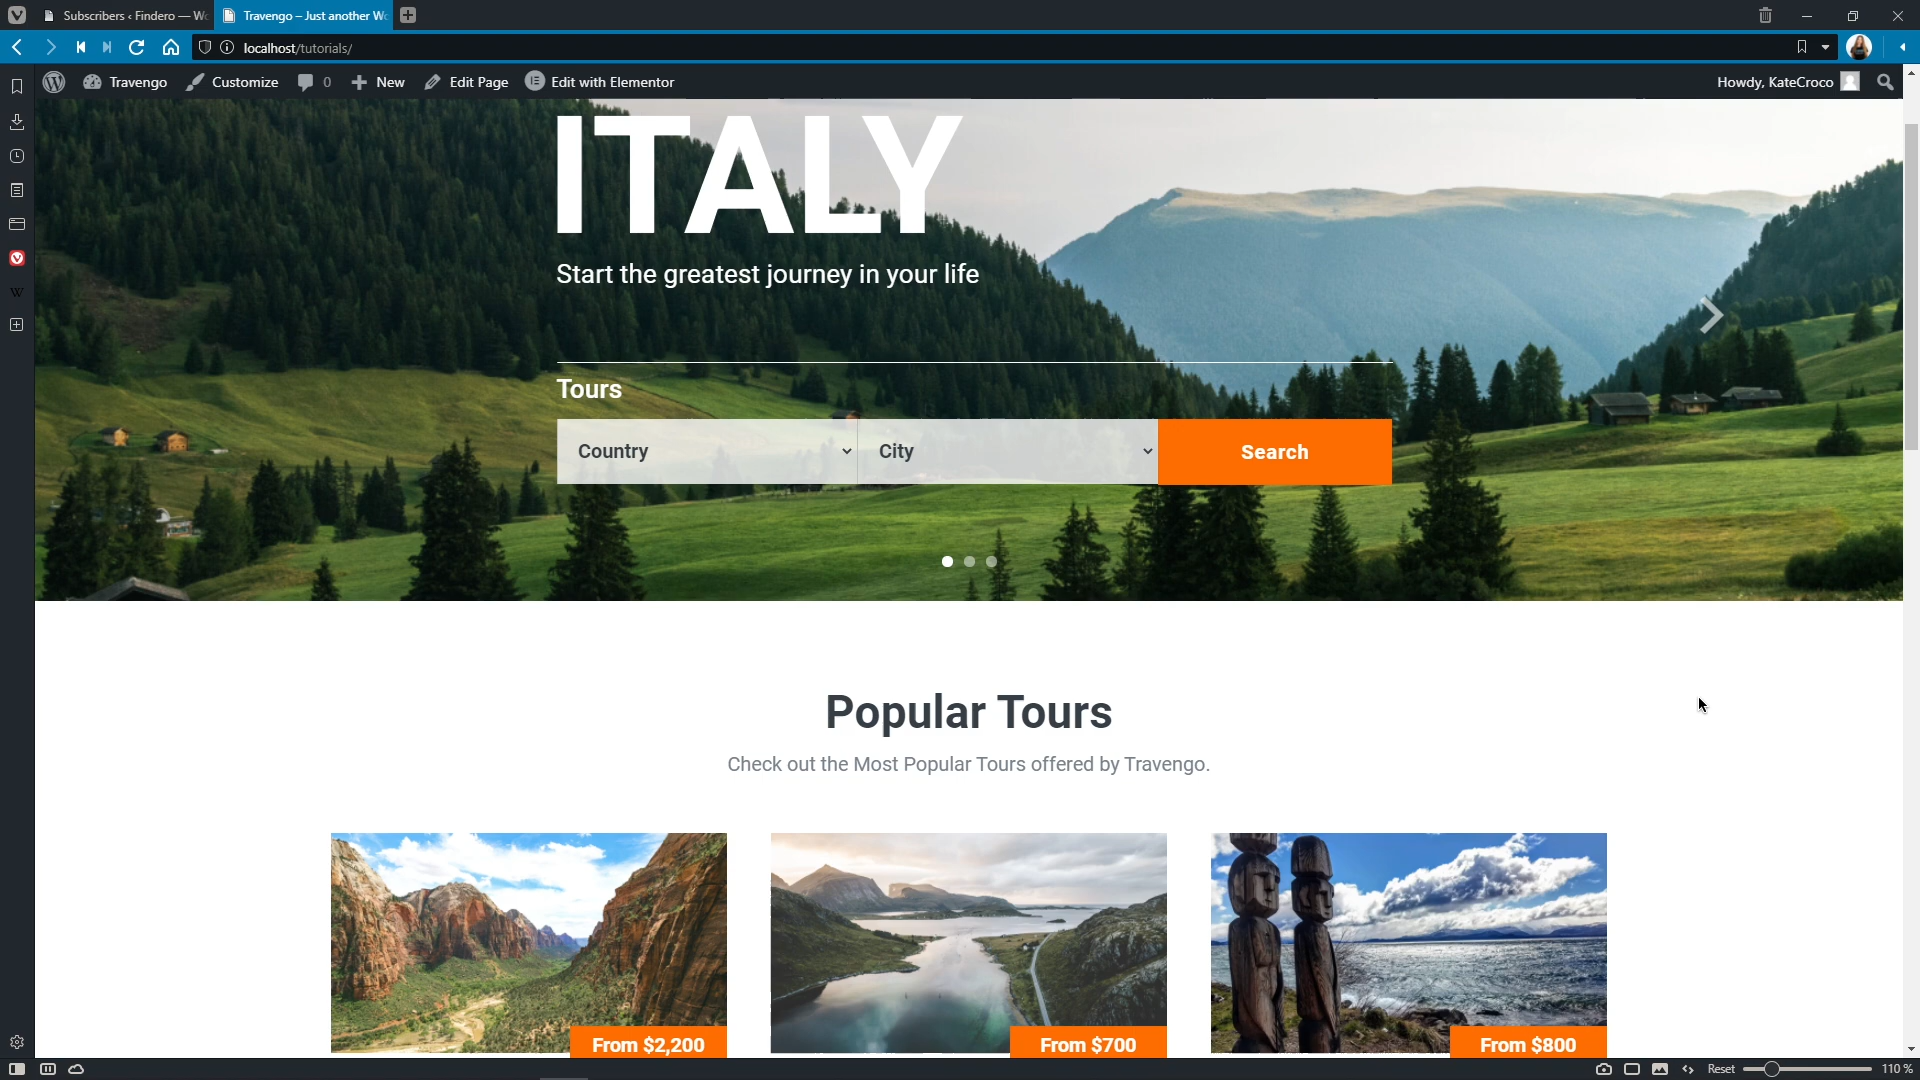 Subscribers ‹ Findero — Wo
Travengo – Just another Wo
localhost/tutorials/
Travengo
Customize
0
New
Edit Page
Edit with Elementor
Howdy, KateCroco
ITALY
Start the greatest journey in your life
Tours
Country
City
Search
Popular Tours
Check out the Most Popular Tours offered by Travengo.
From $2,200
From $700
From $800
Reset
110 %